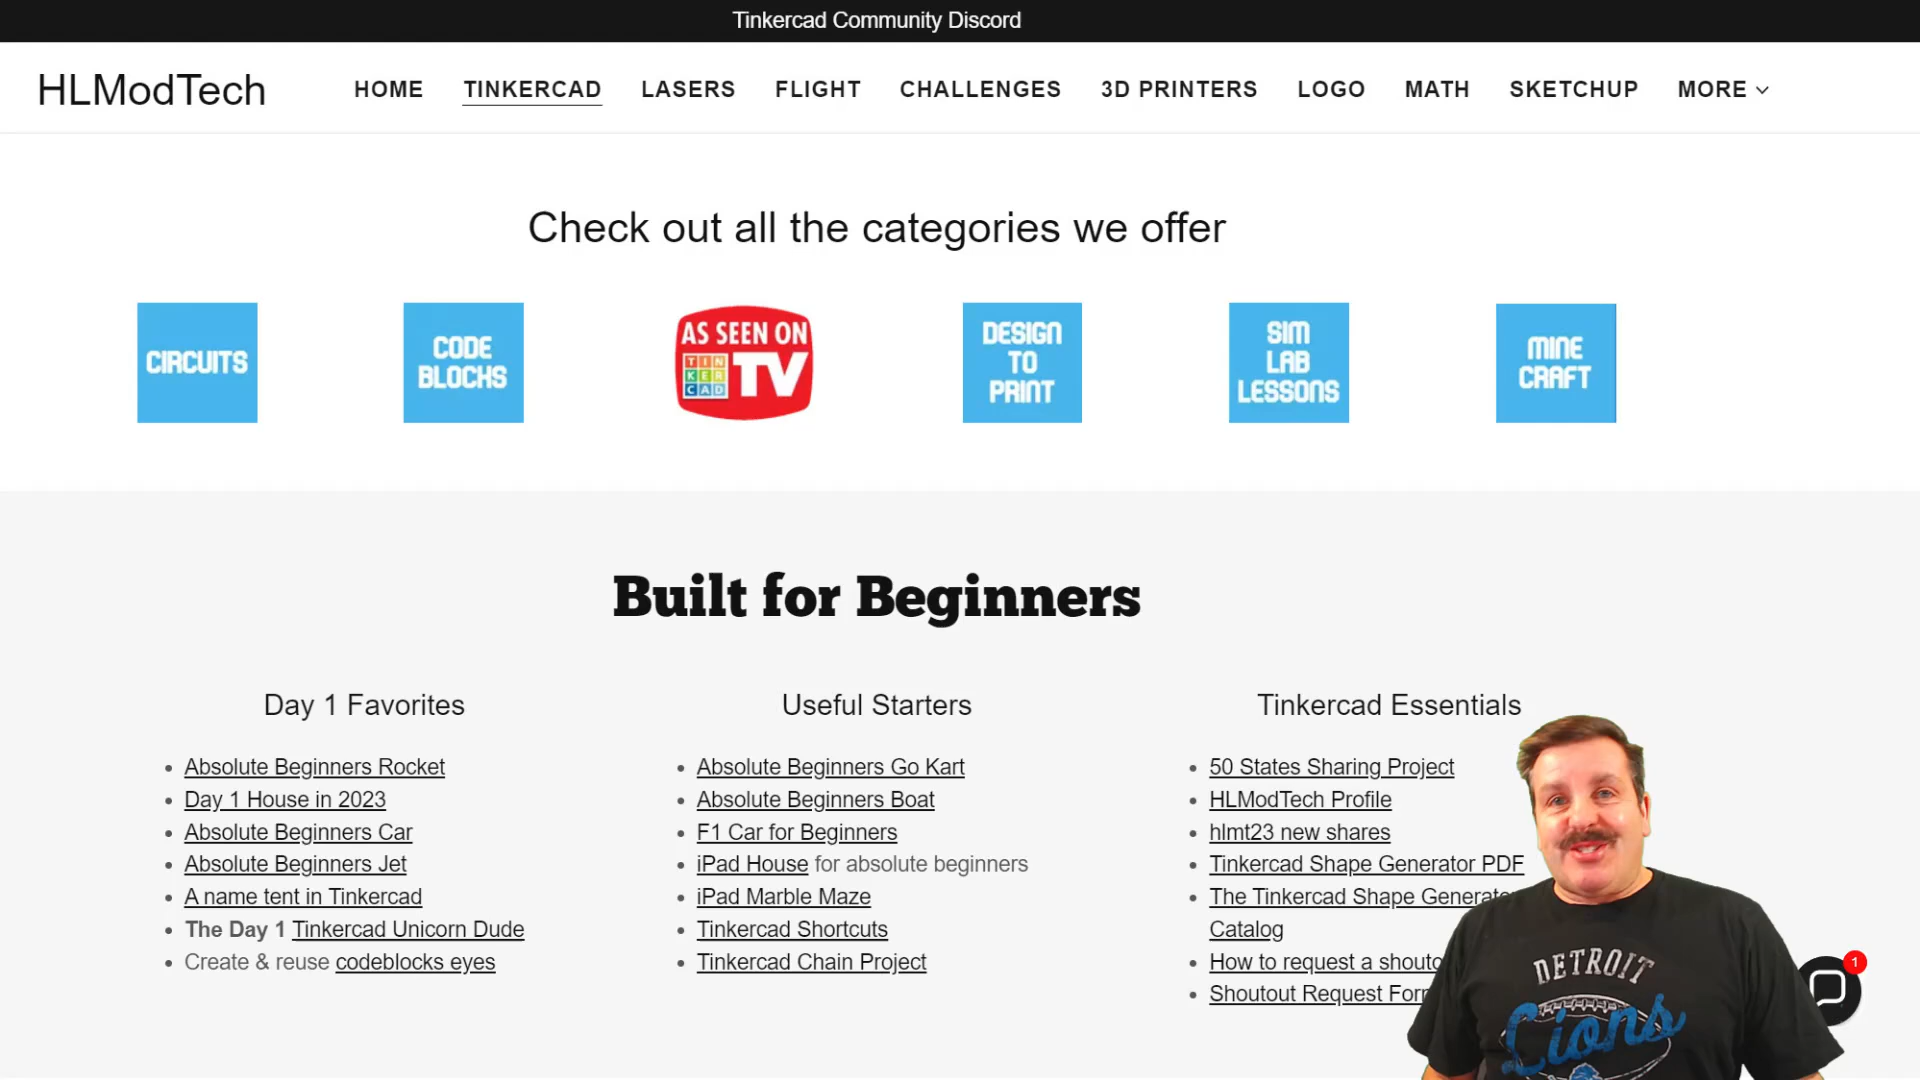 Tinkercad Community Discord
HLModTech
HOME
TINKERCAD
LASERS
FLIGHT
CHALLENGES
3D PRINTERS
LOGO
MATH
SKETCHUP
MORE
Check out all the categories we offer
CIRCUITS
CODE
BLOCKS
AS SEEN ON
TIN
KER
CAD
TV
DESIGN
TO
PRINT
SIM
LAB
LESSONS
MINE
CRAFT
Built for Beginners
Day 1 Favorites
Absolute Beginners Rocket
Day 1 House in 2023
Absolute Beginners Car
Absolute Beginners Jet
A name tent in Tinkercad
The Day 1 Tinkercad Unicorn Dude
Create & reuse codeblocks eyes
Useful Starters
Absolute Beginners Go Kart
Absolute Beginners Boat
F1 Car for Beginners
iPad House for absolute beginners
iPad Marble Maze
Tinkercad Shortcuts
Tinkercad Chain Project
Tinkercad Essentials
50 States Sharing Project
HLModTech Profile
hlmt23 new shares
Tinkercad Shape Generator PDF
The Tinkercad Shape
Catalog
How to request a
Shoutout Request
DETROIT
Lions
1